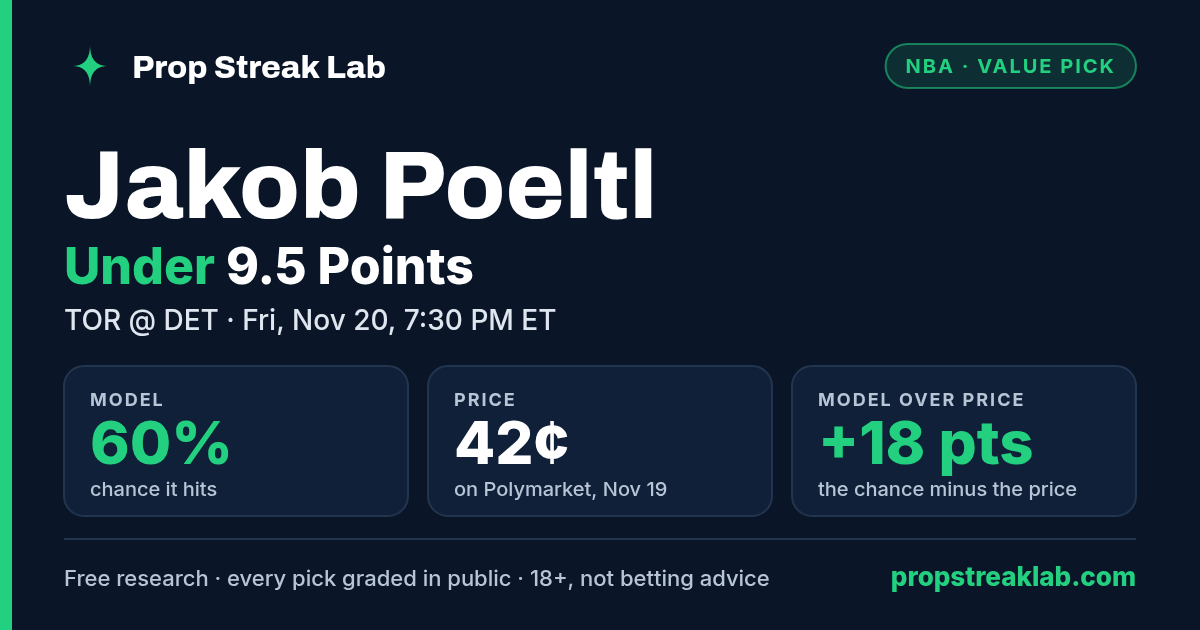 Prop Streak Lab
NBA · VALUE PICK
Jakob Poeltl
Under 9.5 Points
TOR @ DET · Fri, Nov 20, 7:30 PM ET
MODEL
60%
chance it hits
PRICE
42¢
on Polymarket, Nov 19
MODEL OVER PRICE
+18 pts
the chance minus the price
Free research · every pick graded in public · 18+, not betting advice
propstreaklab.com